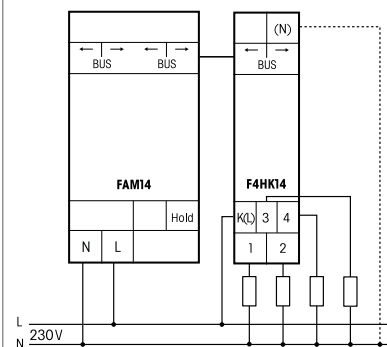 (N)
BUS BUS BUS
FAM14 F4HK14
Hold K(L) 3 4
N L 1 2
L
230V
N